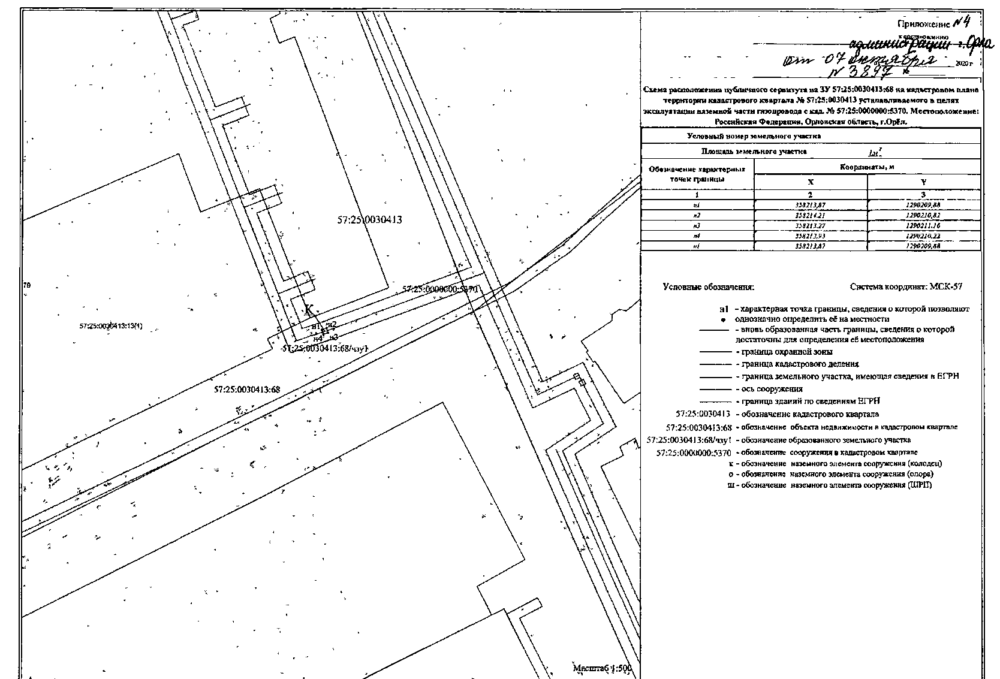 Приложение №4
к постановлению
администрации г. Орла
от 07 октября 2020 г
N 3897 №
Схема расположения публичного сервитута на ЗУ 57:25:0030413:68 на кадастровом плане
территории кадастрового квартала № 57:25:0030413 устанавливаемого в целях
эксплуатации наземной части газопровода с кад. № 57:25:0000000:5370. Местоположение:
Российская Федерация, Орловская область, г.Орёл.
Условный номер земельного участка
Площадь земельного участка 1м²
Обозначение характерных точек границы Координаты, м
X Y
1 2 3
н1 358213,87 1290209,88
н2 358214.21 1290210,82
н3 358213.27 1290211.16
н4 358212,93 1290210.22
н1 358213,87 1290209,88
Условные обозначения: Система координат: МСК-57
н1 - характерная точка границы, сведения о которой позволяют
однозначно определить её на местности
- вновь образованная часть границы, сведения о которой
достаточны для определения её местоположения
- граница охранной зоны
- граница кадастрового деления
- граница земельного участка, имеющая сведения в ЕГРН
- ось сооружения
- граница зданий по сведениям ЕГРН
57:25:0030413 - обозначение кадастрового квартала
57:25:0030413:68 - обозначение объекта недвижимости в кадастровом квартале
57:25:0030413:68/чзу1 - обозначение образованного земельного участка
57:25:0000000:5370 - обозначение сооружения в кадастровом квартале
к - обозначение наземного элемента сооружения (колодец)
о - обозначение наземного элемента сооружения (опора)
ш - обозначение наземного элемента сооружения (ШРП)
57:25:0030413
79
57:25:0000000:5370
К
57:25:0030413:13(1)
н1 н2
н4 н3
57:25:0030413:68/чзу1
57:25:0030413:68
Масштаб 1:500